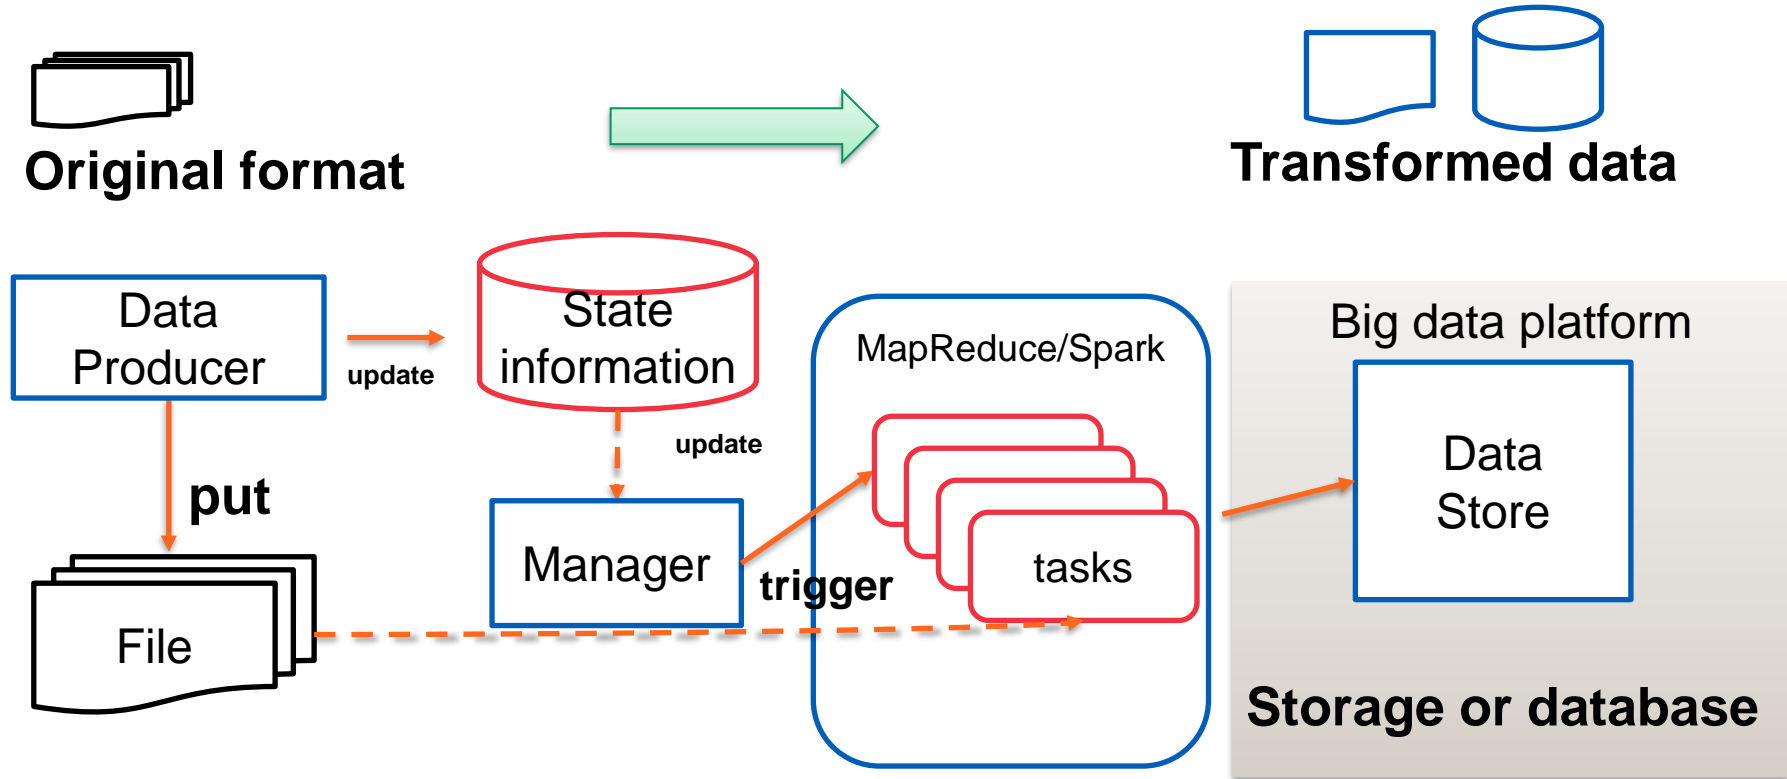 Original format
Transformed data
Data
Producer
update
State
information
update
put
File
Manager
trigger
MapReduce/Spark
tasks
Big data platform
Data
Store
Storage or database